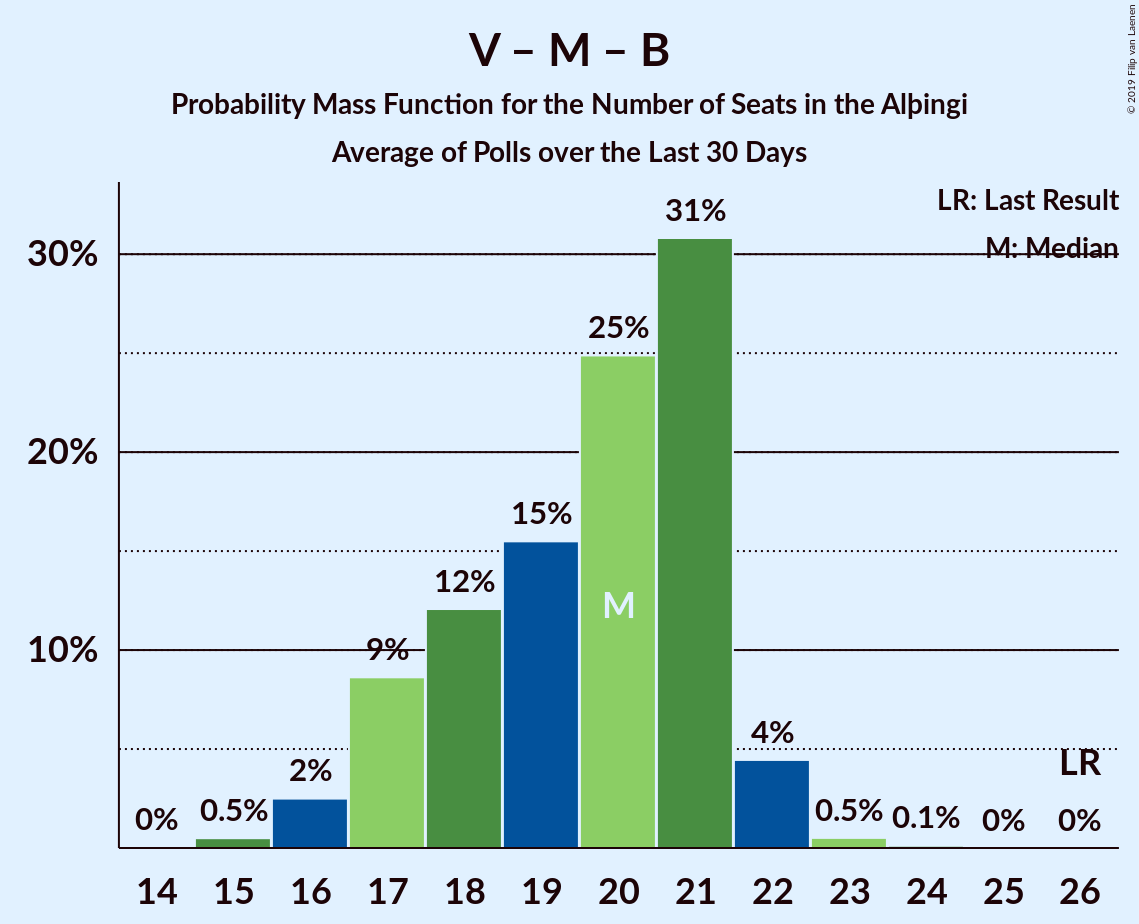 V – M – B
Probability Mass Function for the Number of Seats in the Alþingi
Average of Polls over the Last 30 Days
© 2019 Filip van Laenen
LR: Last Result
M: Median
30%
20%
10%
0%
0.5%
2%
9%
12%
15%
25%
31%
4%
0.5%
0.1%
0%
0%
M
LR
14 15 16 17 18 19 20 21 22 23 24 25 26